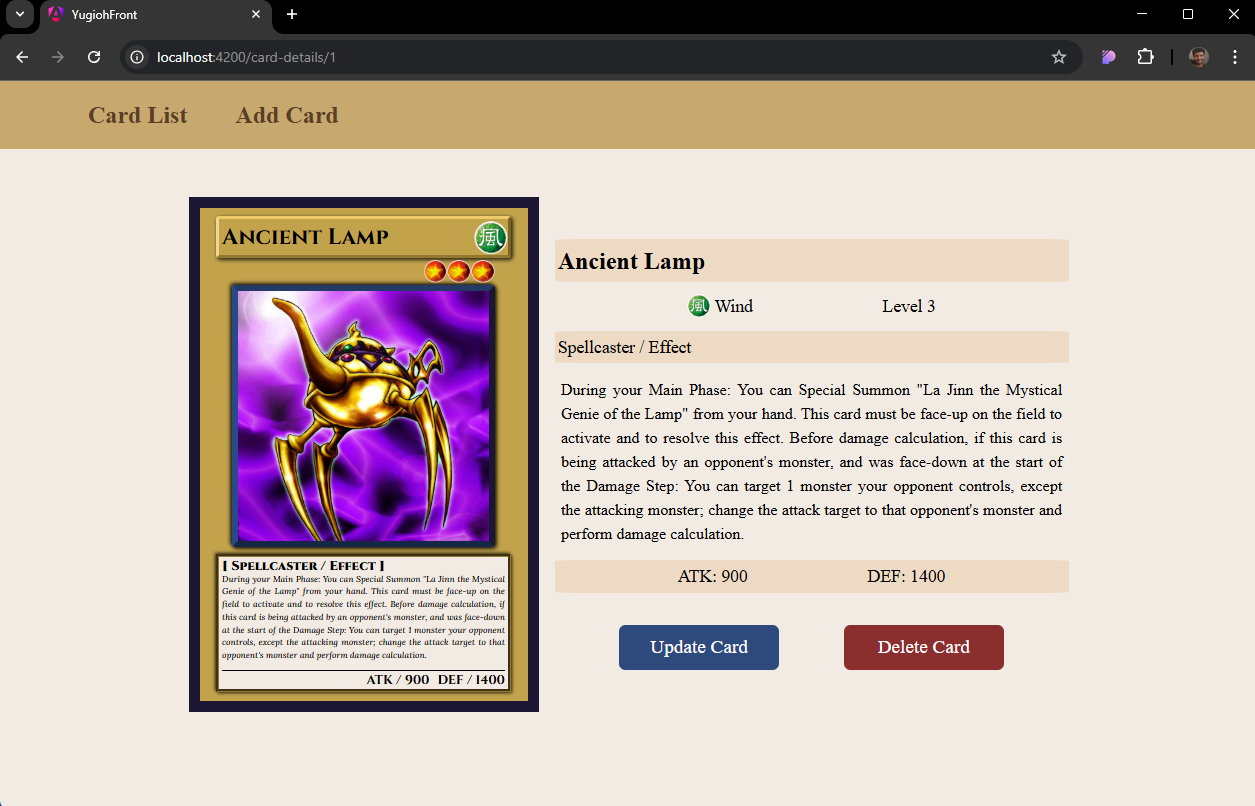 YugiohFront
localhost:4200/card-details/1
Card List Add Card
Ancient Lamp
風
[ Spellcaster / Effect ]
During your Main Phase: You can Special Summon "La Jinn the Mystical
Genie of the Lamp" from your hand. This card must be face-up on the
field to activate and to resolve this effect. Before damage calculation, if
this card is being attacked by an opponent's monster, and was face-down
at the start of the Damage Step: You can target 1 monster your opponent
controls, except the attacking monster; change the attack target to that
opponent's monster and perform damage calculation.
ATK / 900 DEF / 1400
Ancient Lamp
風 Wind Level 3
Spellcaster / Effect
During your Main Phase: You can Special Summon "La Jinn the Mystical
Genie of the Lamp" from your hand. This card must be face-up on the field to
activate and to resolve this effect. Before damage calculation, if this card is
being attacked by an opponent's monster, and was face-down at the start of
the Damage Step: You can target 1 monster your opponent controls, except
the attacking monster; change the attack target to that opponent's monster and
perform damage calculation.
ATK: 900 DEF: 1400
Update Card Delete Card